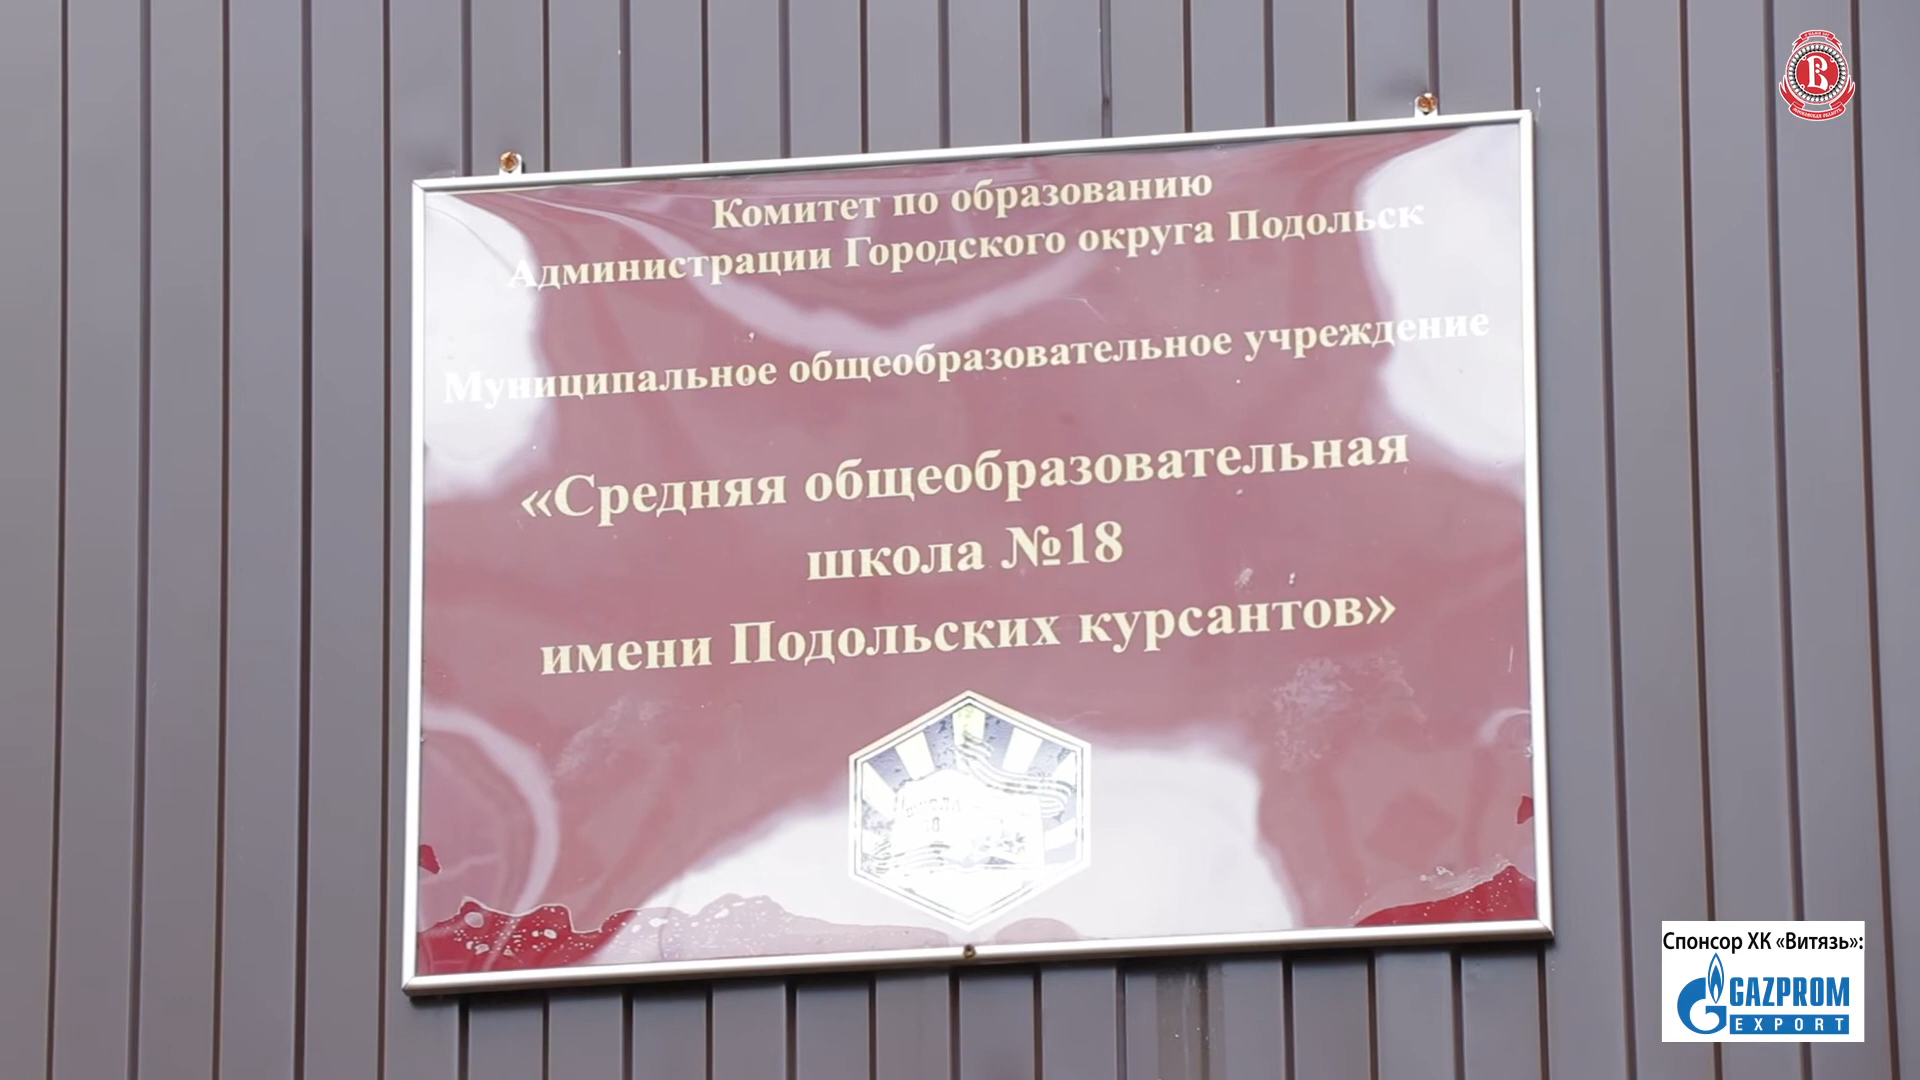 Комитет по образованию
Администрации Городского округа Подольск
Муниципальное общеобразовательное учреждение
«Средняя общеобразовательная
школа №18
имени Подольских курсантов»
Спонсор ХК «Витязь»:
GAZPROM
EXPORT